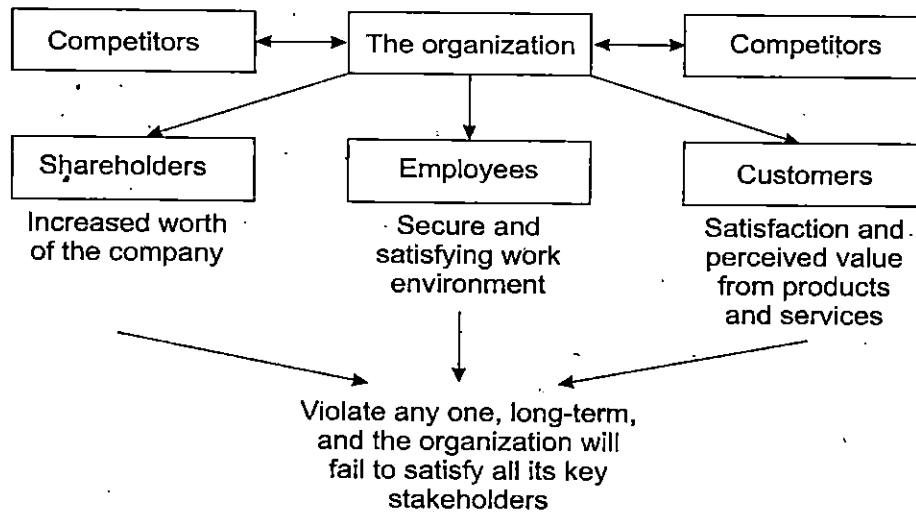 Competitors
The organization
Competitors
Shareholders
Employees
Customers
Increased worth
of the company
Secure and
satisfying work
environment
Satisfaction and
perceived value
from products
and services
Violate any one, long-term,
and the organization will
fail to satisfy all its key
stakeholders